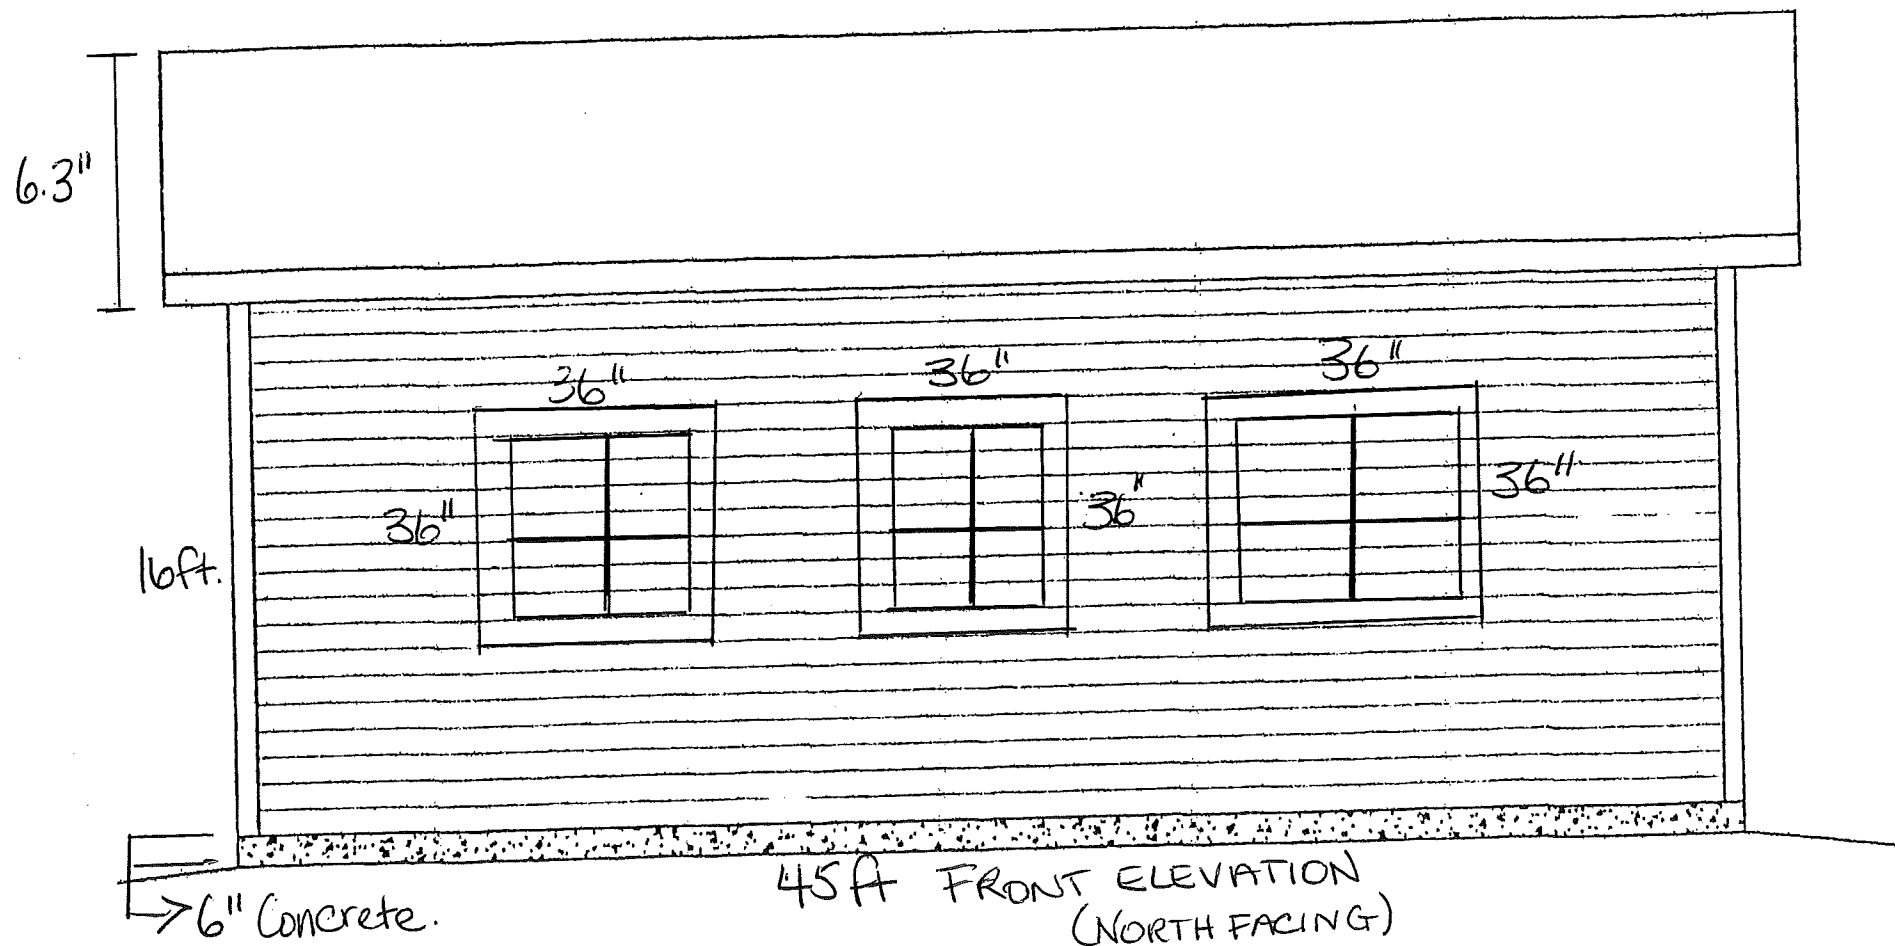 6.3"
36"
36"
36"
36"
36"
36"
16ft.
45ft FRONT ELEVATION
(NORTH FACING)
6" Concrete.